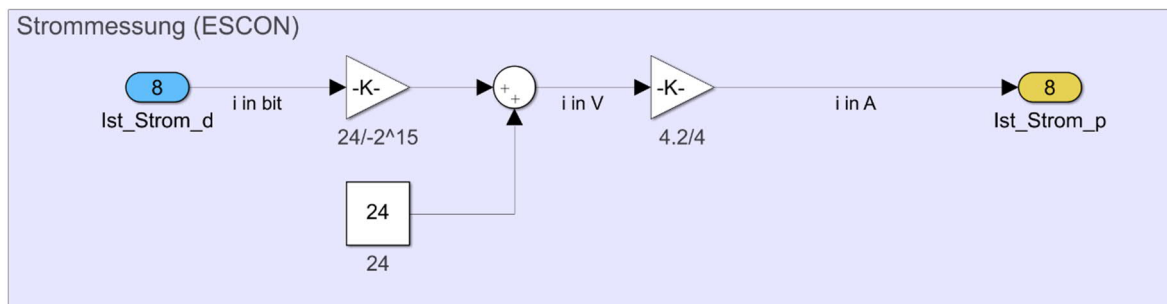 Strommessung (ESCON)
8
Ist_Strom_d
i in bit
-K-
24/-2^15
+
+
i in V
-K-
4.2/4
i in A
8
Ist_Strom_p
24
24